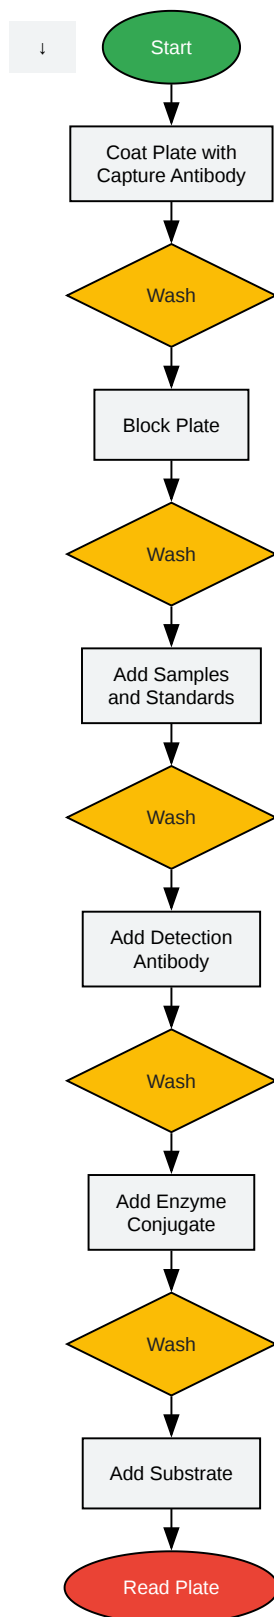 ↓
Start
Coat Plate with
Capture Antibody
Wash
Block Plate
Wash
Add Samples
and Standards
Wash
Add Detection
Antibody
Wash
Add Enzyme
Conjugate
Wash
Add Substrate
Read Plate